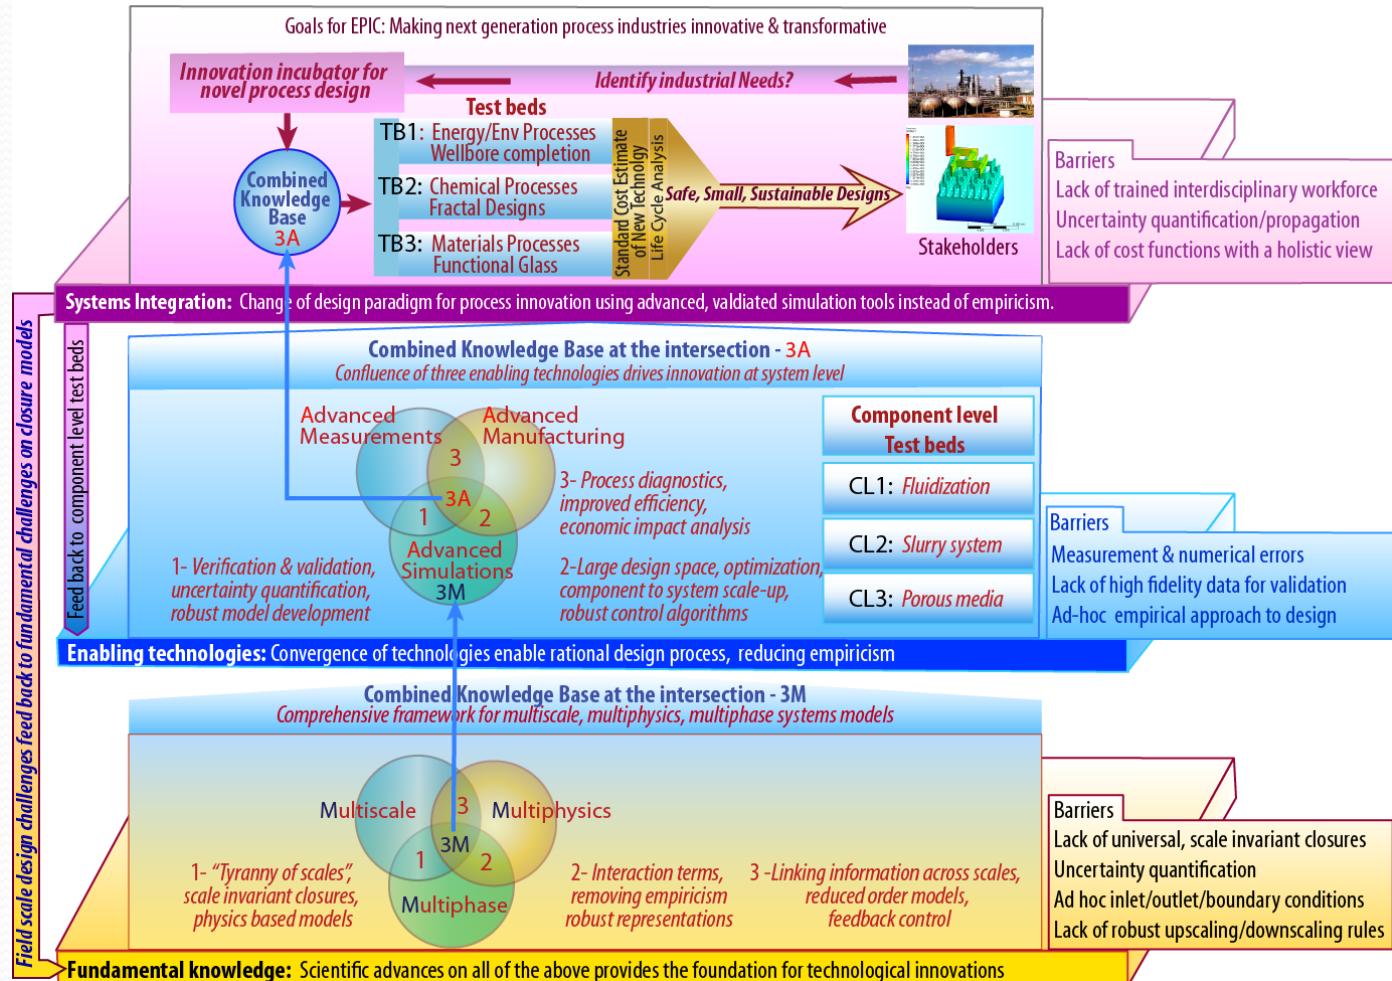 Goals for EPIC: Making next generation process industries innovative & transformative
Innovation incubator for
novel process design
Identify industrial Needs?
Test beds
Combined
Knowledge
Base
3A
TB1: Energy/Env Processes
Wellbore completion
TB2: Chemical Processes
Fractal Designs
TB3: Materials Processes
Functional Glass
Standard Cost Estimate
of New Technolgy
Life Cycle Analysis
Safe, Small, Sustainable Designs
Stakeholders
Barriers
Lack of trained interdisciplinary workforce
Uncertainty quantification/propagation
Lack of cost functions with a holistic view
Systems Integration: Change of design paradigm for process innovation using advanced, valdiated simulation tools instead of empiricism.
Field scale design challenges feed back to fundamental challenges on closure models
Feed back to component level test beds
Combined Knowledge Base at the intersection - 3A
Confluence of three enabling technologies drives innovation at system level
Advanced
Measurements
Advanced
Manufacturing
3
3A
1
2
Advanced
Simulations
3M
3- Process diagnostics,
improved efficiency,
economic impact analysis
1- Verification & validation,
uncertainty quantification,
robust model development
2-Large design space, optimization,
component to system scale-up,
robust control algorithms
Component level
Test beds
CL1: Fluidization
CL2: Slurry system
CL3: Porous media
Barriers
Measurement & numerical errors
Lack of high fidelity data for validation
Ad-hoc empirical approach to design
Enabling technologies: Convergence of technologies enable rational design process, reducing empiricism
Combined Knowledge Base at the intersection - 3M
Comprehensive framework for multiscale, multiphysics, multiphase systems models
Multiscale
3
Multiphysics
3M
1
2
Multiphase
1- "Tyranny of scales",
scale invariant closures,
physics based models
2- Interaction terms,
removing empiricism
robust representations
3 -Linking information across scales,
reduced order models,
feedback control
Barriers
Lack of universal, scale invariant closures
Uncertainty quantification
Ad hoc inlet/outlet/boundary conditions
Lack of robust upscaling/downscaling rules
Fundamental knowledge: Scientific advances on all of the above provides the foundation for technological innovations